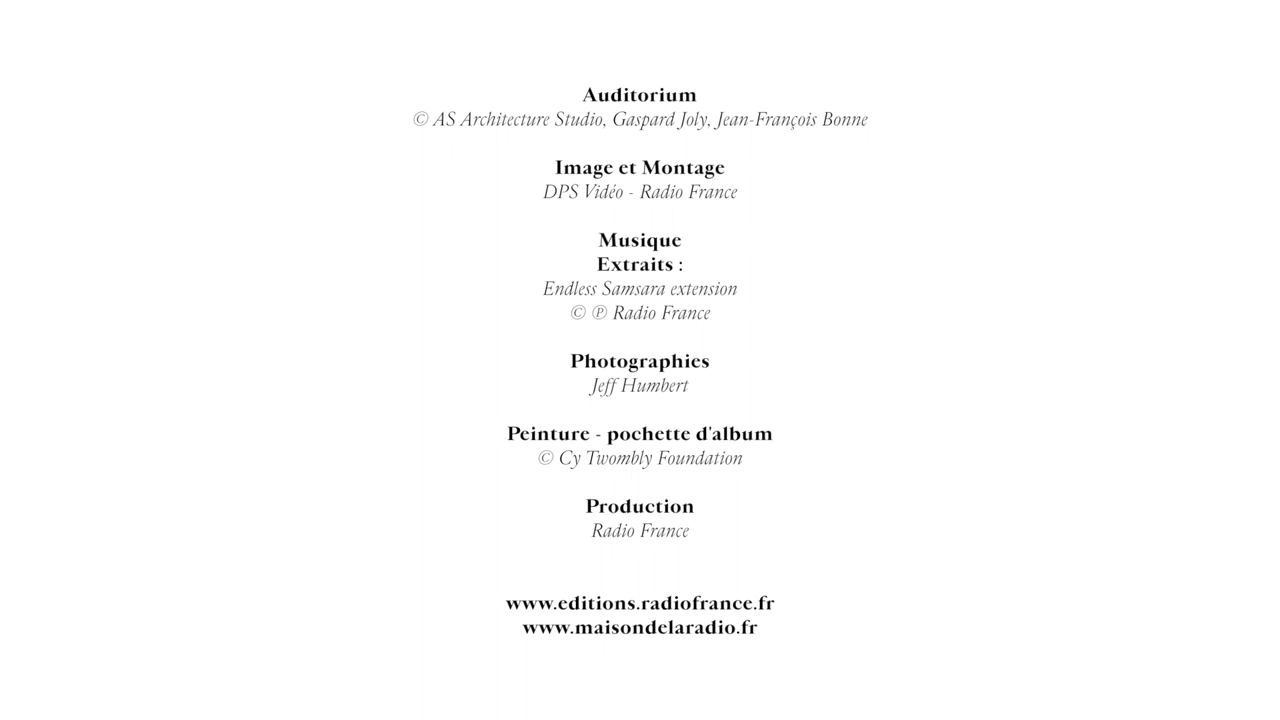 Auditorium
© AS Architecture Studio, Gaspard Joly, Jean-François Bonne
Image et Montage
DPS Vidéo - Radio France
Musique
Extraits :
Endless Samsara extension
© ℗ Radio France
Photographies
Jeff Humbert
Peinture - pochette d'album
© Cy Twombly Foundation
Production
Radio France
www.editions.radiofrance.fr
www.maisondelaradio.fr